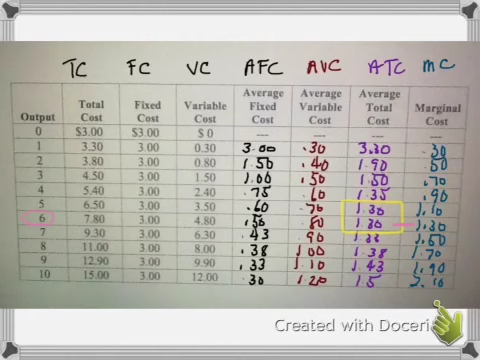 TC FC VC AFC AVC ATC MC
Output Total Cost Fixed Cost Variable Cost Average Fixed Cost Average Variable Cost Average Total Cost Marginal Cost
0 $3.00 $3.00 $ 0 --- --- --- ---
1 3.30 3.00 0.30 3.00 .30 3.30 .30
2 3.80 3.00 0.80 1.50 .40 1.90 .50
3 4.50 3.00 1.50 1.00 .50 1.50 .70
4 5.40 3.00 2.40 .75 .60 1.35 .90
5 6.50 3.00 3.50 .60 .70 1.30 1.10
6 7.80 3.00 4.80 .50 .80 1.30 1.30
7 9.30 3.00 6.30 .43 .90 1.33 1.50
8 11.00 3.00 8.00 .38 1.00 1.38 1.70
9 12.90 3.00 9.90 .33 1.10 1.43 1.90
10 15.00 3.00 12.00 .30 1.20 1.5 2.10
Created with Doceri